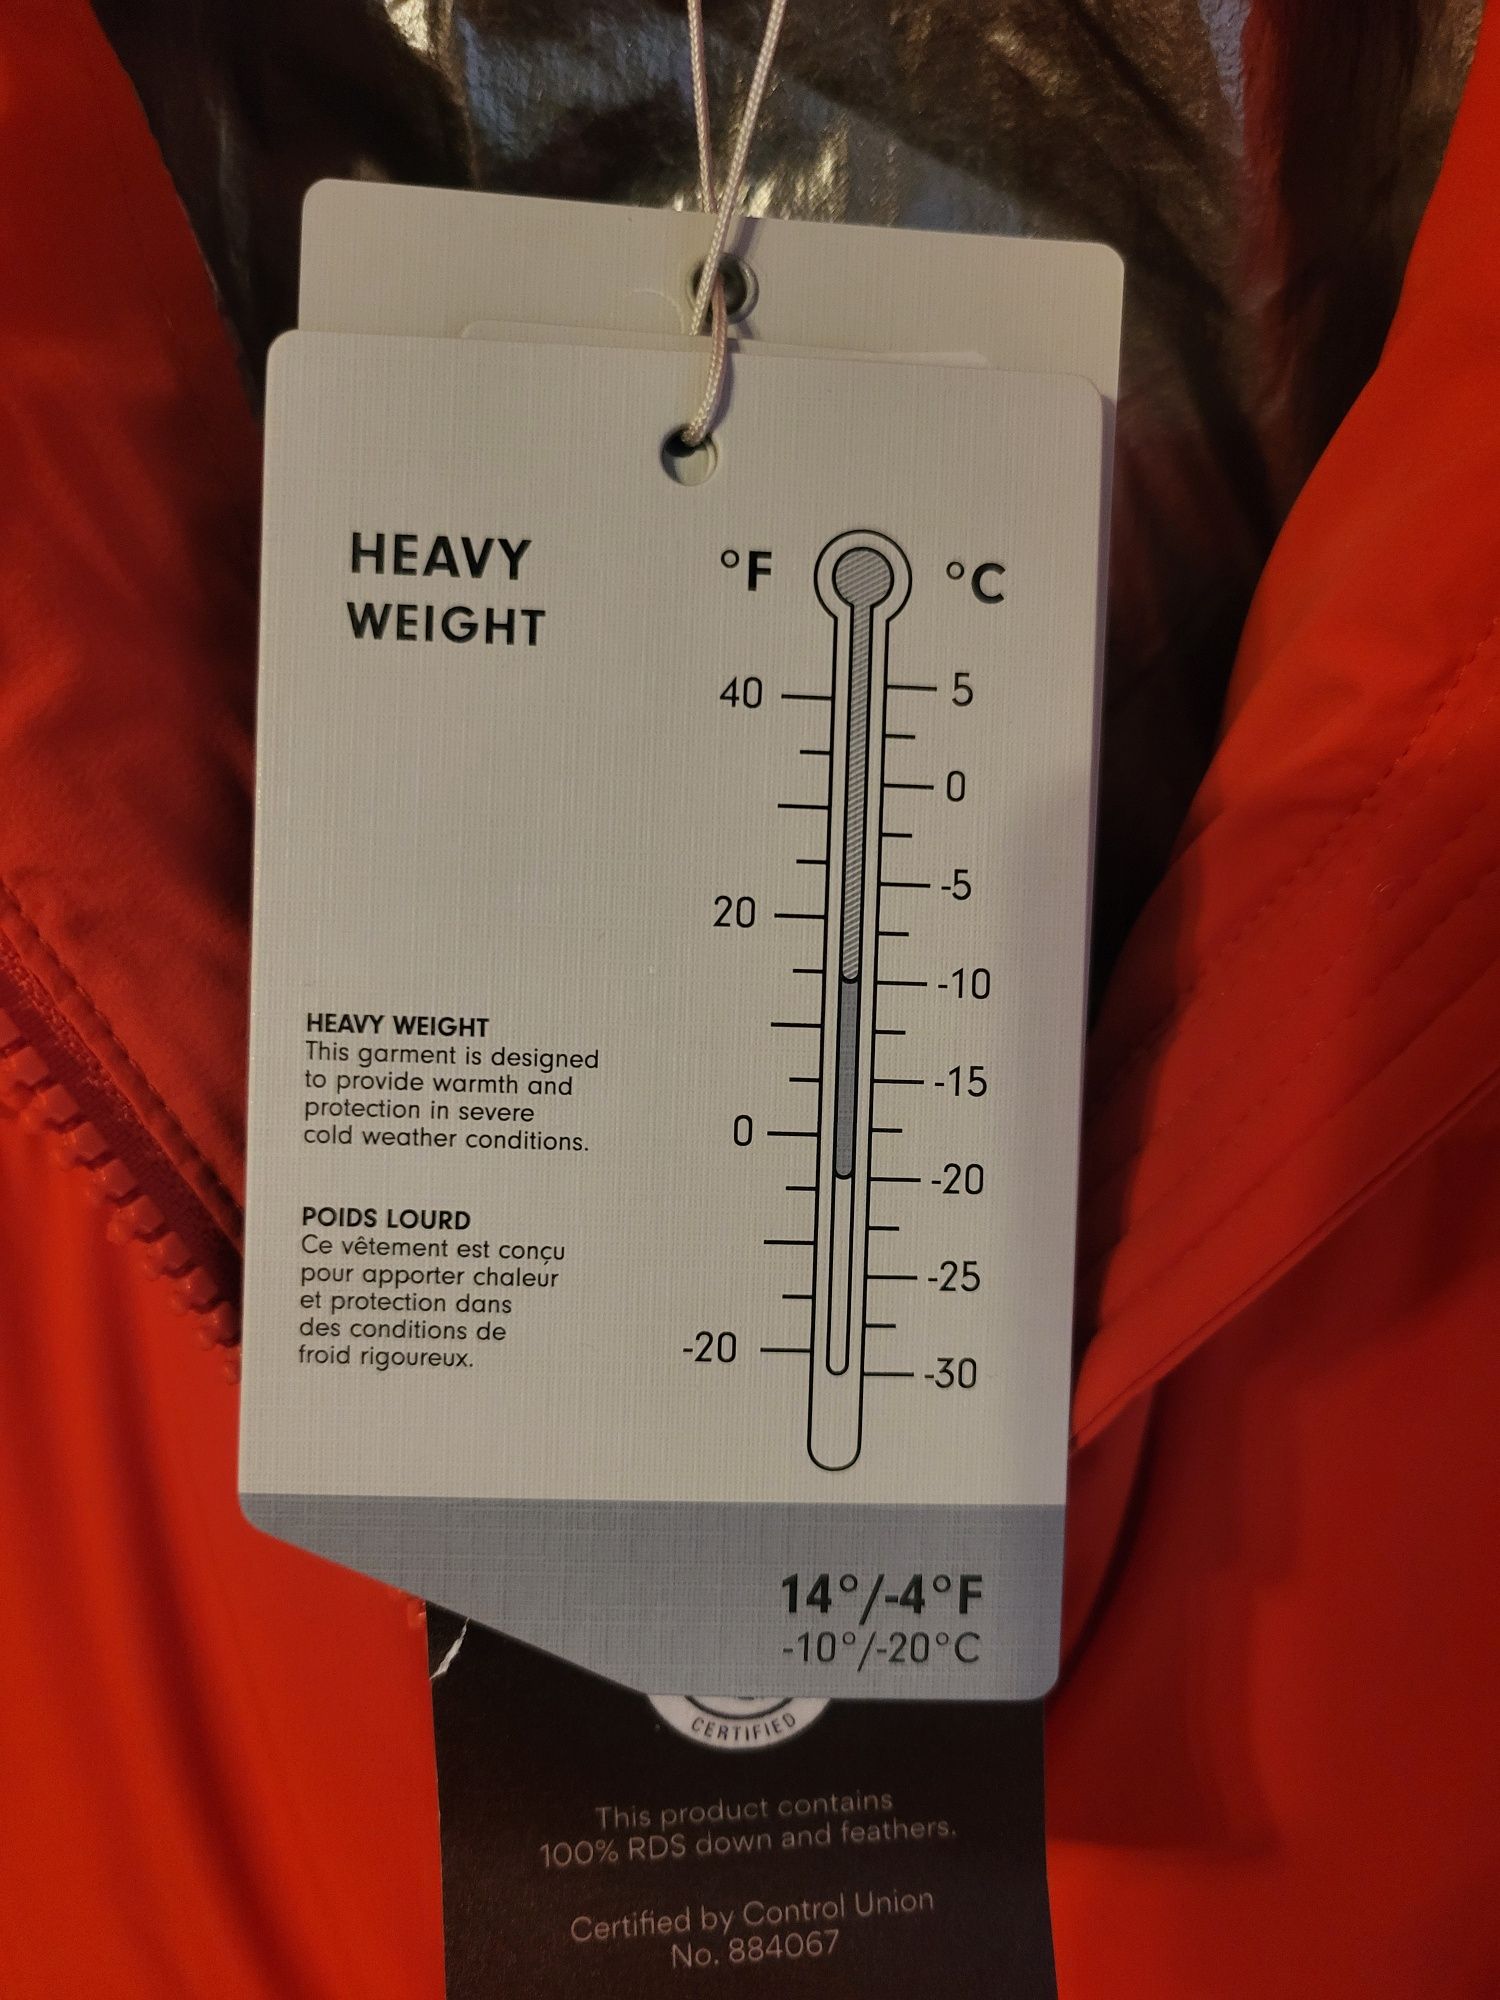 HEAVY
WEIGHT
°F °C
40 5
0
-5
20
-10
-15
0
-20
-25
-20
-30
HEAVY WEIGHT
This garment is designed
to provide warmth and
protection in severe
cold weather conditions.
POIDS LOURD
Ce vêtement est conçu
pour apporter chaleur
et protection dans
des conditions de
froid rigoureux.
14°/-4°F
-10°/-20°C
CERTIFIED
This product contains
100% RDS down and feathers.
Certified by Control Union
No. 884067